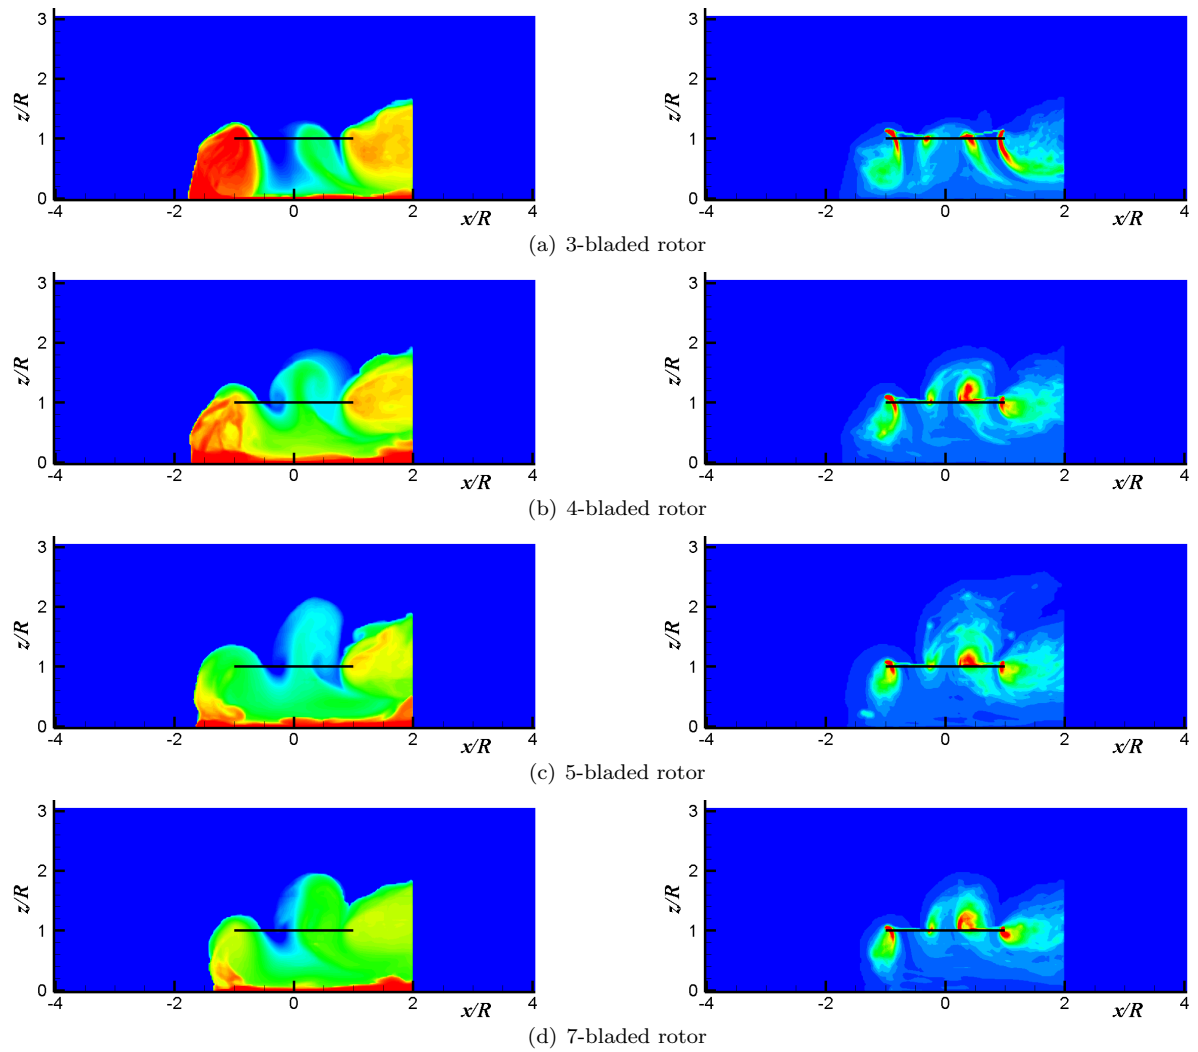 3
2
z/R
1
0
-4 -2 0 2 4
x/R
3
2
z/R
1
0
-4 -2 0 2 4
x/R
(a) 3-bladed rotor
3
2
z/R
1
0
-4 -2 0 2 4
x/R
3
2
z/R
1
0
-4 -2 0 2 4
x/R
(b) 4-bladed rotor
3
2
z/R
1
0
-4 -2 0 2 4
x/R
3
2
z/R
1
0
-4 -2 0 2 4
x/R
(c) 5-bladed rotor
3
2
z/R
1
0
-4 -2 0 2 4
x/R
3
2
z/R
1
0
-4 -2 0 2 4
x/R
(d) 7-bladed rotor